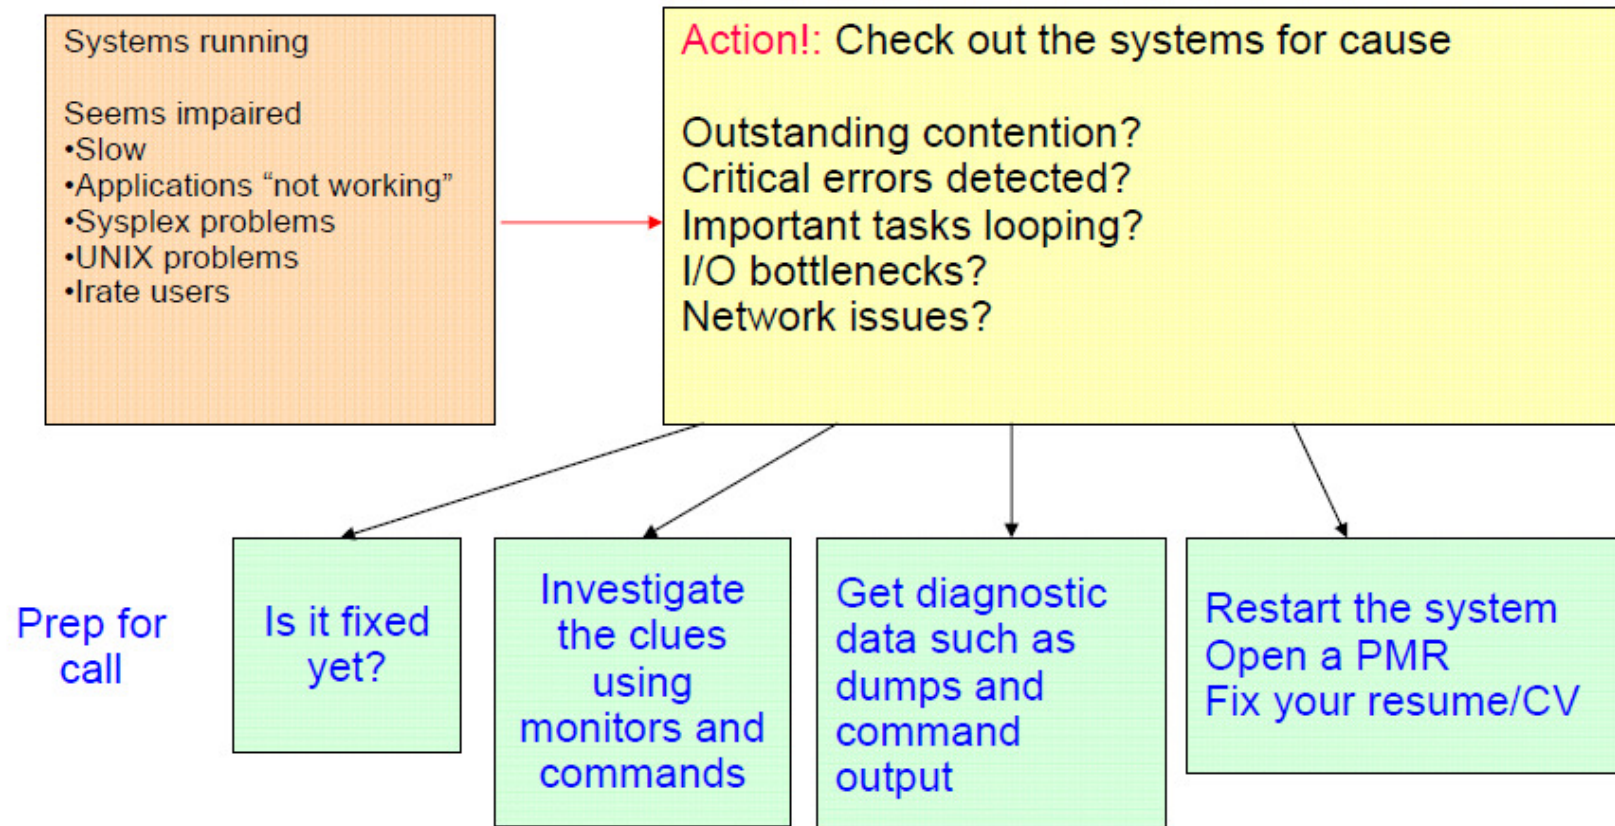 Systems running
Seems impaired
•Slow
•Applications “not working”
•Sysplex problems
•UNIX problems
•Irate users
Action!: Check out the systems for cause
Outstanding contention?
Critical errors detected?
Important tasks looping?
I/O bottlenecks?
Network issues?
Prep for
call
Is it fixed
yet?
Investigate
the clues
using
monitors and
commands
Get diagnostic
data such as
dumps and
command
output
Restart the system
Open a PMR
Fix your resume/CV